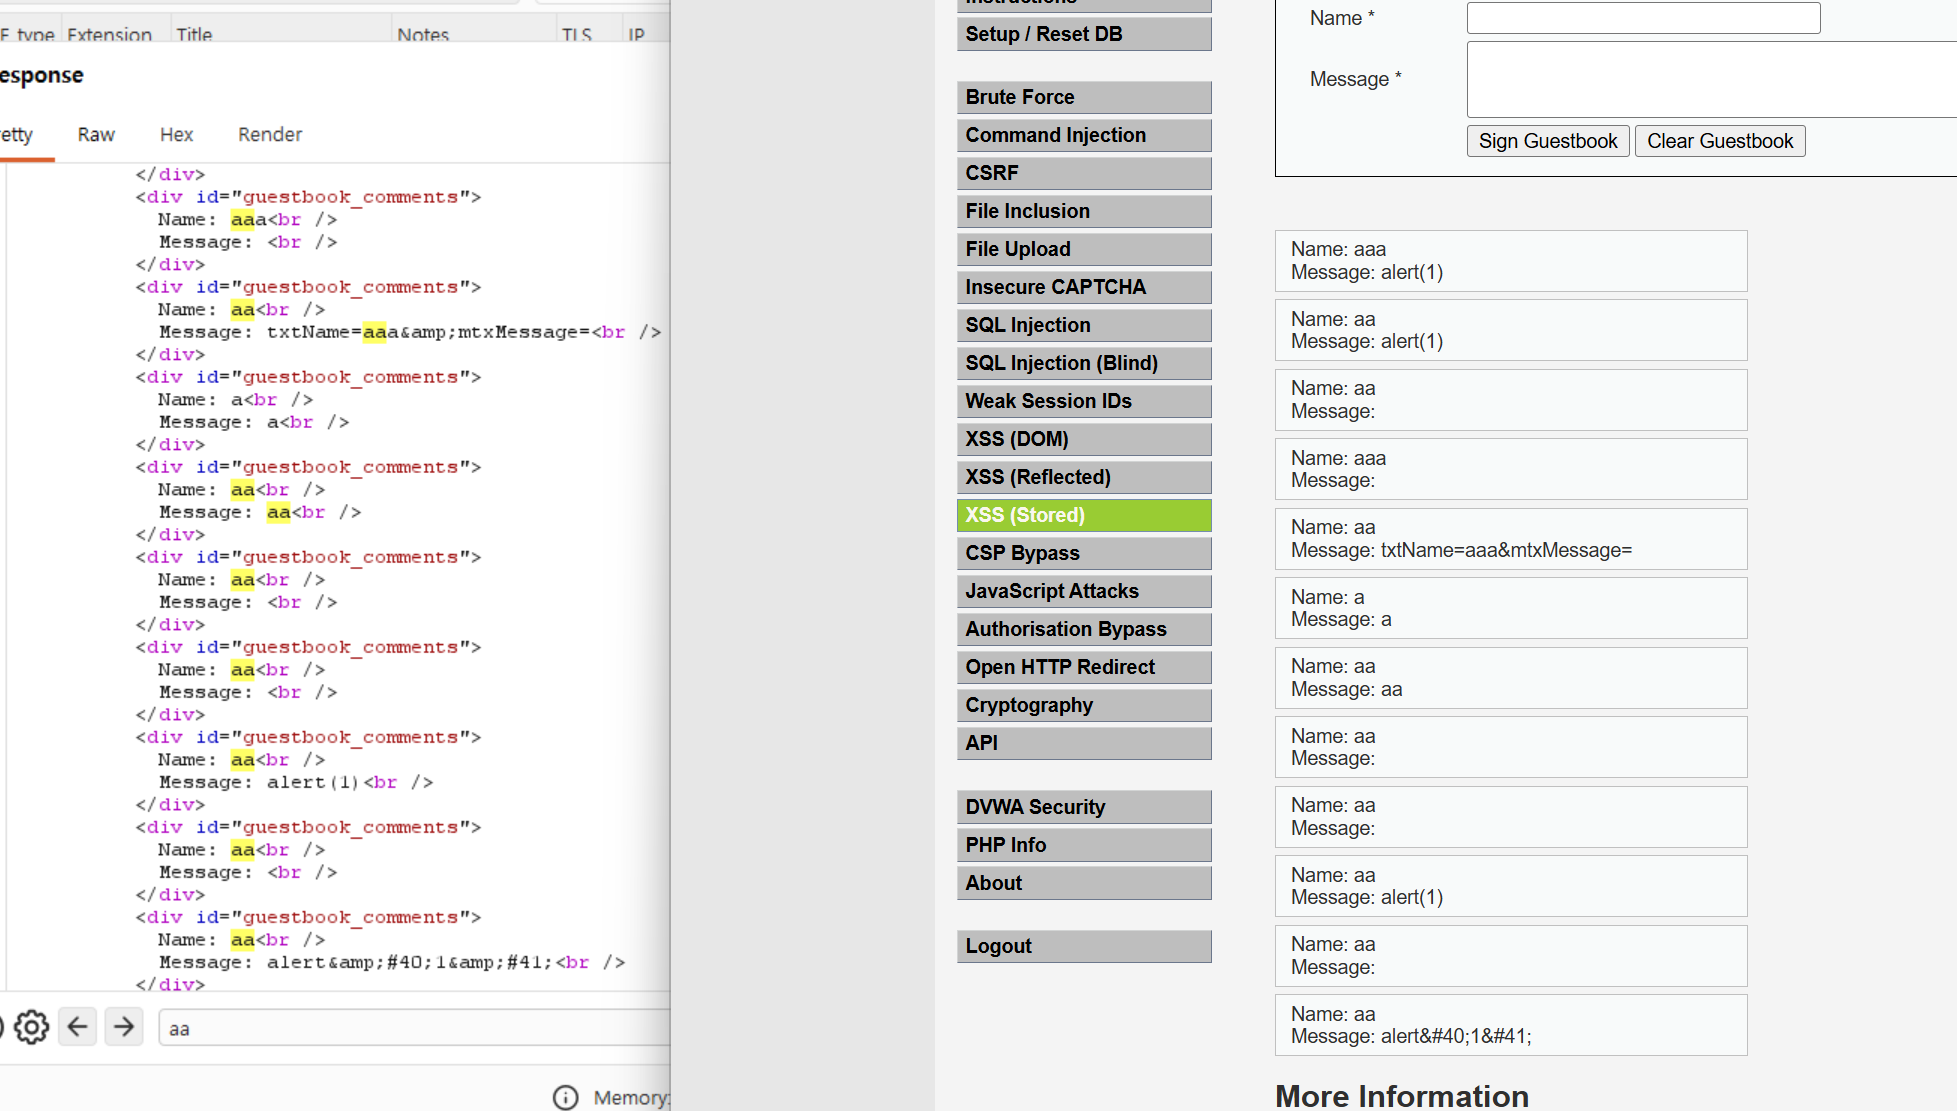 E type Extension Title Notes TLS IP
esponse
etty Raw Hex Render
</div>
<div id="guestbook_comments">
Name: aaa<br />
Message: <br />
</div>
<div id="guestbook_comments">
Name: aa<br />
Message: txtName=aaa&amp;mtxMessage=<br />
</div>
<div id="guestbook_comments">
Name: a<br />
Message: a<br />
</div>
<div id="guestbook_comments">
Name: aa<br />
Message: aa<br />
</div>
<div id="guestbook_comments">
Name: aa<br />
Message: <br />
</div>
<div id="guestbook_comments">
Name: aa<br />
Message: <br />
</div>
<div id="guestbook_comments">
Name: aa<br />
Message: alert(1)<br />
</div>
<div id="guestbook_comments">
Name: aa<br />
Message: <br />
</div>
<div id="guestbook_comments">
Name: aa<br />
Message: alert&amp;#40;1&amp;#41;<br />
</div>
aa
Memory:
Instructions
Setup / Reset DB
Brute Force
Command Injection
CSRF
File Inclusion
File Upload
Insecure CAPTCHA
SQL Injection
SQL Injection (Blind)
Weak Session IDs
XSS (DOM)
XSS (Reflected)
XSS (Stored)
CSP Bypass
JavaScript Attacks
Authorisation Bypass
Open HTTP Redirect
Cryptography
API
DVWA Security
PHP Info
About
Logout
Name *
Message *
Sign Guestbook Clear Guestbook
Name: aaa
Message: alert(1)
Name: aa
Message: alert(1)
Name: aa
Message:
Name: aaa
Message:
Name: aa
Message: txtName=aaa&mtxMessage=
Name: a
Message: a
Name: aa
Message: aa
Name: aa
Message:
Name: aa
Message:
Name: aa
Message: alert(1)
Name: aa
Message:
Name: aa
Message: alert&#40;1&#41;
More Information